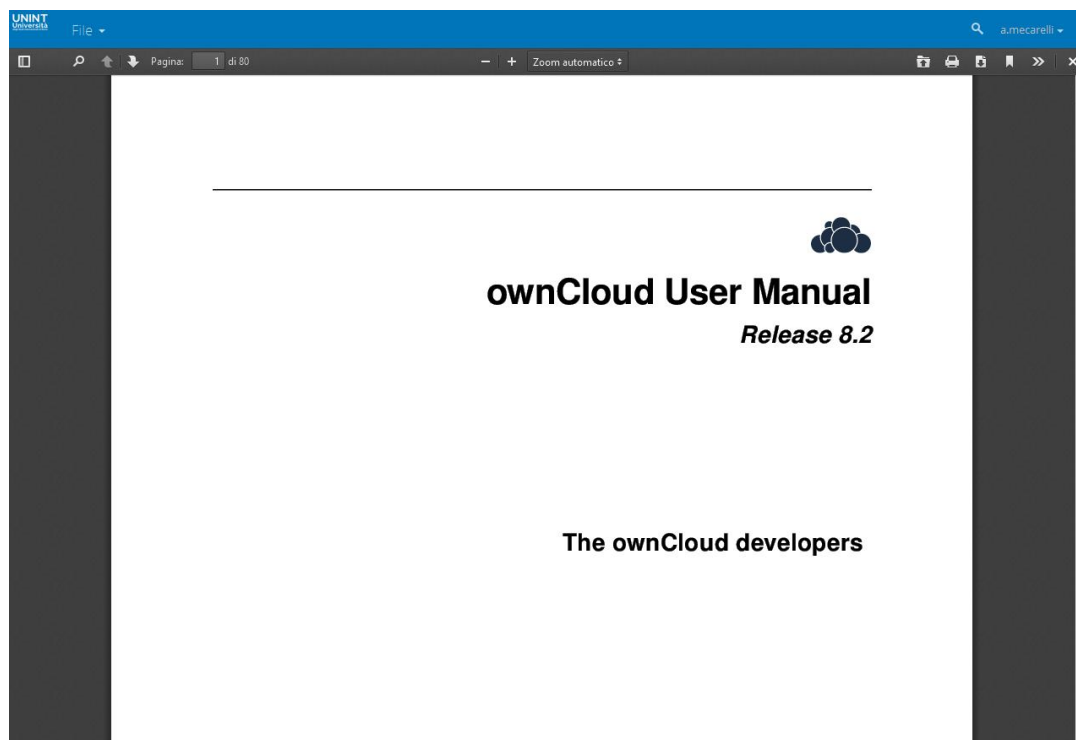 UNINT
Università
File
a.mecarelli
Pagina: 1 di 80
Zoom automatico
ownCloud User Manual
Release 8.2
The ownCloud developers